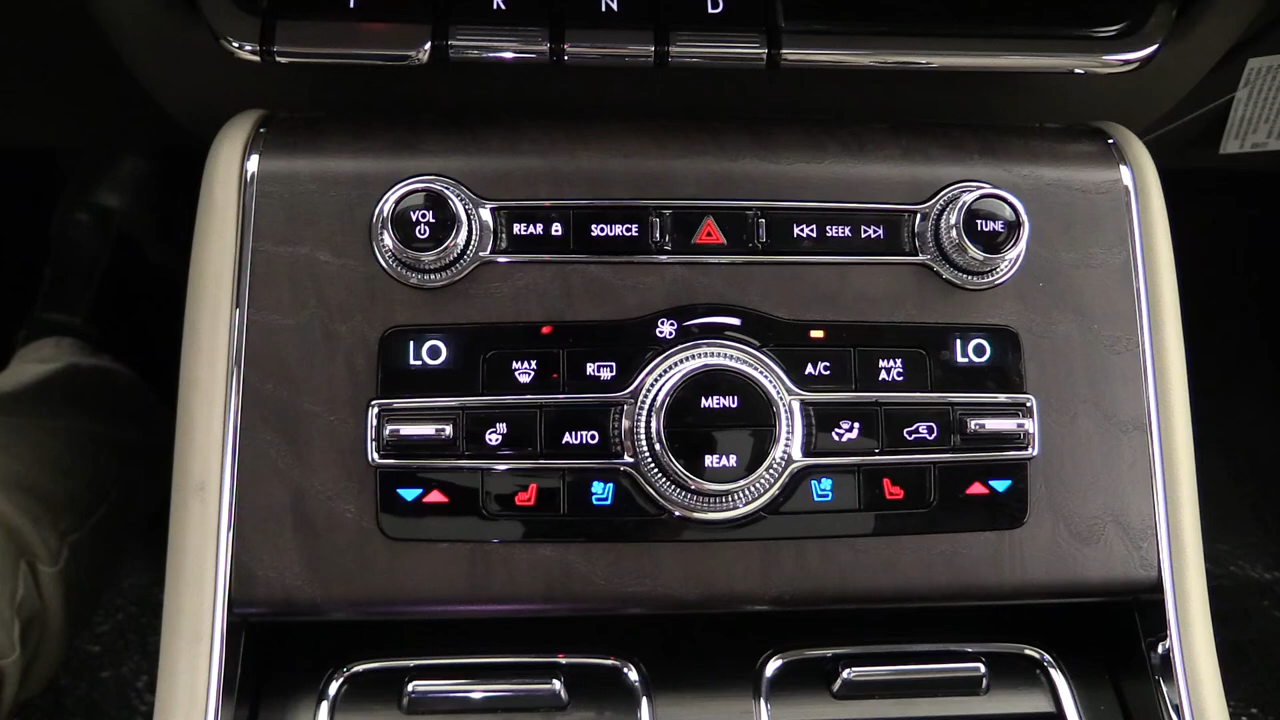 R N D
VOL
REAR SOURCE SEEK TUNE
LO LO
MAX R A/C MAX A/C
MENU
AUTO
REAR